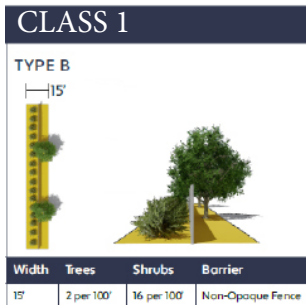 CLASS 1
TYPE B
15'
Width Trees Shrubs Barrier
15' 2 per 100' 16 per 100' Non-Opaque Fence